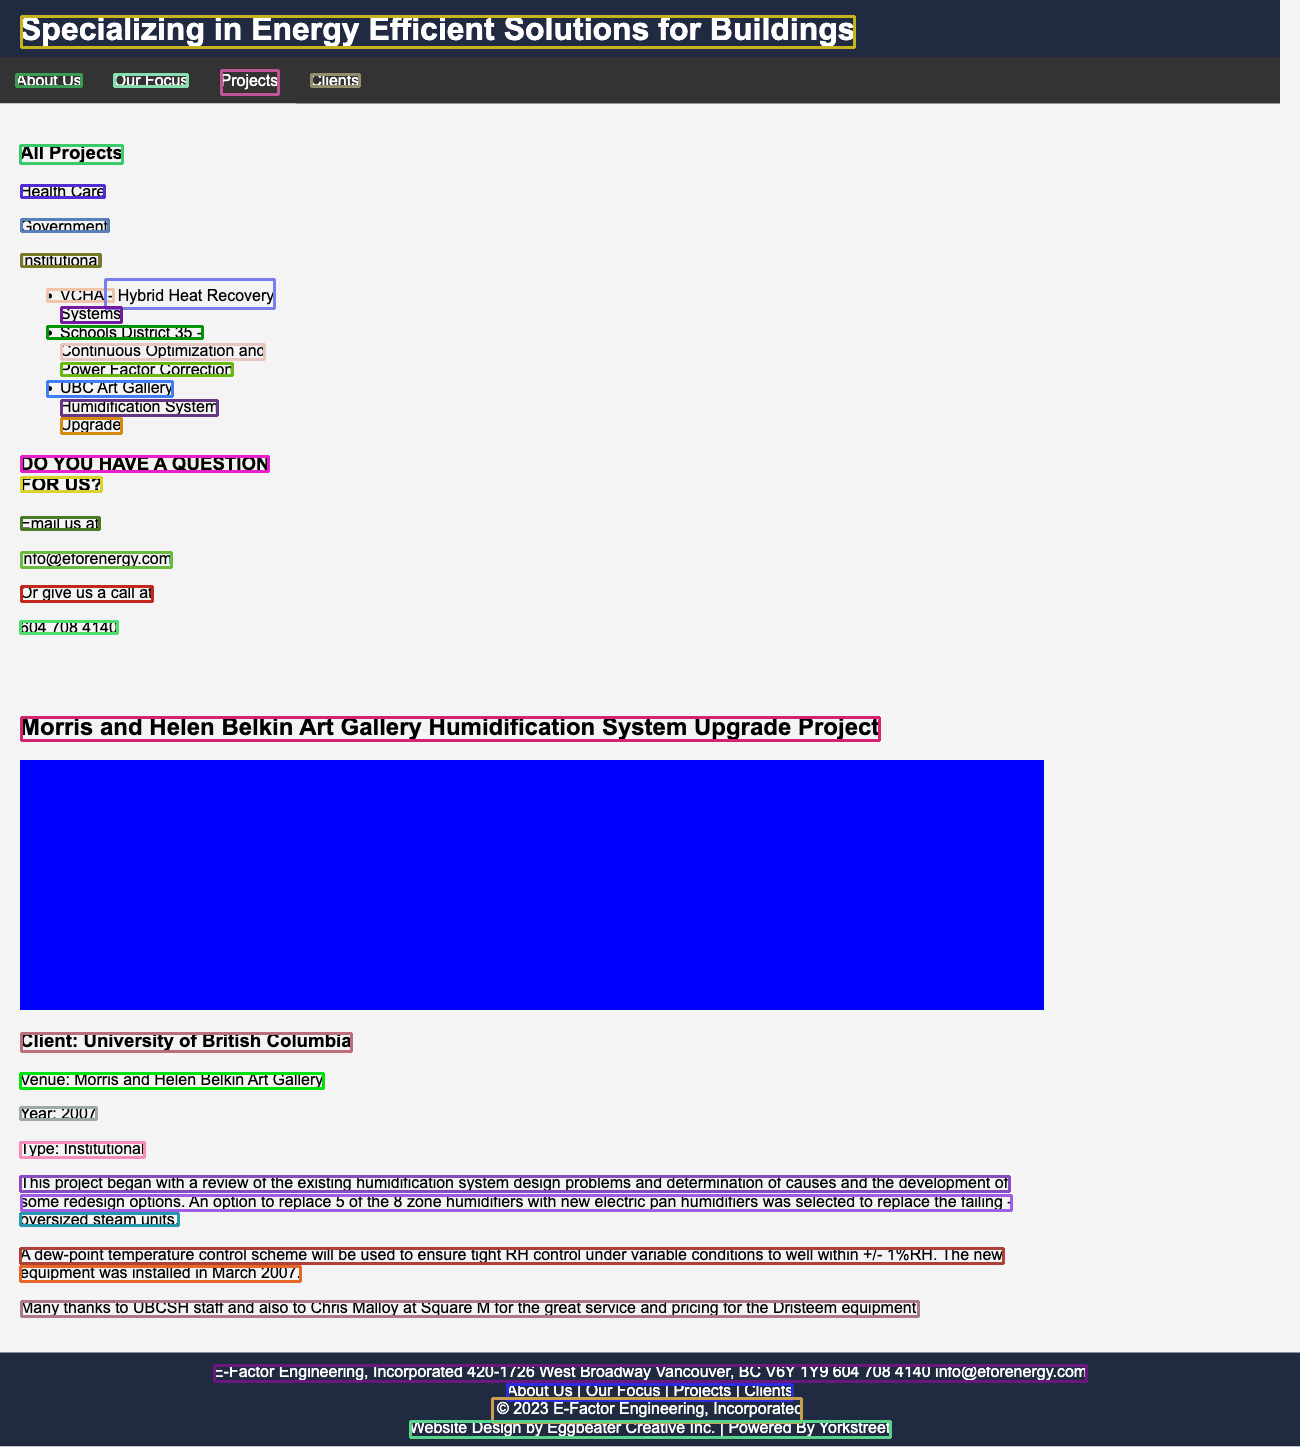 Specializing in Energy Efficient Solutions for Buildings
About Us Our Focus Projects Clients
All Projects
Health Care
Government
Institutional
• VCHA - Hybrid Heat Recovery
Systems
• Schools District 35 -
Continuous Optimization and
Power Factor Correction
• UBC Art Gallery
Humidification System
Upgrade
DO YOU HAVE A QUESTION
FOR US?
Email us at
info@eforenergy.com
Or give us a call at
604 708 4140
Morris and Helen Belkin Art Gallery Humidification System Upgrade Project
Client: University of British Columbia
Venue: Morris and Helen Belkin Art Gallery
Year: 2007
Type: Institutional
This project began with a review of the existing humidification system design problems and determination of causes and the development of
some redesign options. An option to replace 5 of the 8 zone humidifiers with new electric pan humidifiers was selected to replace the failing -
oversized steam units.
A dew-point temperature control scheme will be used to ensure tight RH control under variable conditions to well within +/- 1%RH. The new
equipment was installed in March 2007.
Many thanks to UBCSH staff and also to Chris Malloy at Square M for the great service and pricing for the Dristeem equipment.
E-Factor Engineering, Incorporated 420-1726 West Broadway Vancouver, BC V6Y 1Y9 604 708 4140 info@eforenergy.com
About Us | Our Focus | Projects | Clients
© 2023 E-Factor Engineering, Incorporated
Website Design by Eggbeater Creative Inc. | Powered By Yorkstreet